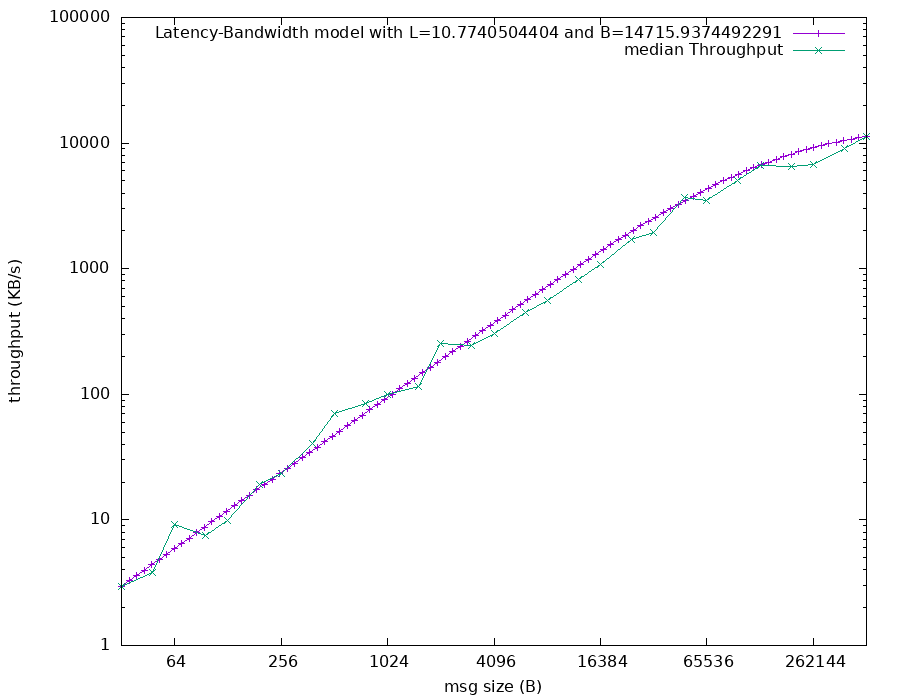 100000
10000
1000
100
10
1
throughput (KB/s)
Latency-Bandwidth model with L=10.7740504404 and B=14715.9374492291
median Throughput
64 256 1024 4096 16384 65536 262144
msg size (B)